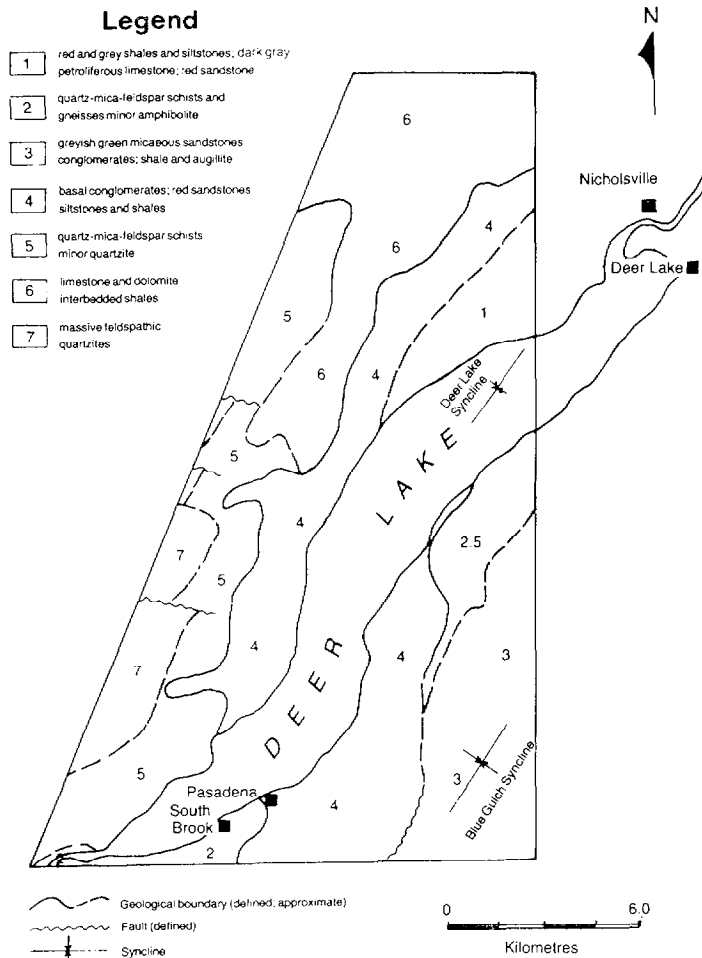 Legend
1 red and grey shales and siltstones; dark gray
petroliferous limestone; red sandstone
2 quartz-mica-feldspar schists and
gneisses minor amphibolite
3 greyish green micaeous sandstones
conglomerates; shale and augillite
4 basal conglomerates; red sandstones
siltstones and shales
5 quartz-mica-feldspar schists
minor quartzite
6 limestone and dolomite
interbedded shales
7 massive feldspathic
quartzites
N
Nicholsville
Deer Lake
6
4
6
5
1
6
4
Deer Lake
Syncline
5
DEER LAKE
4
2.5
7
5
4
4
3
7
5
3
Blue Gulch Syncline
Pasadena
South
Brook
4
2
Geological boundary (defined; approximate)
Fault (defined)
Syncline
0 6.0
Kilometres